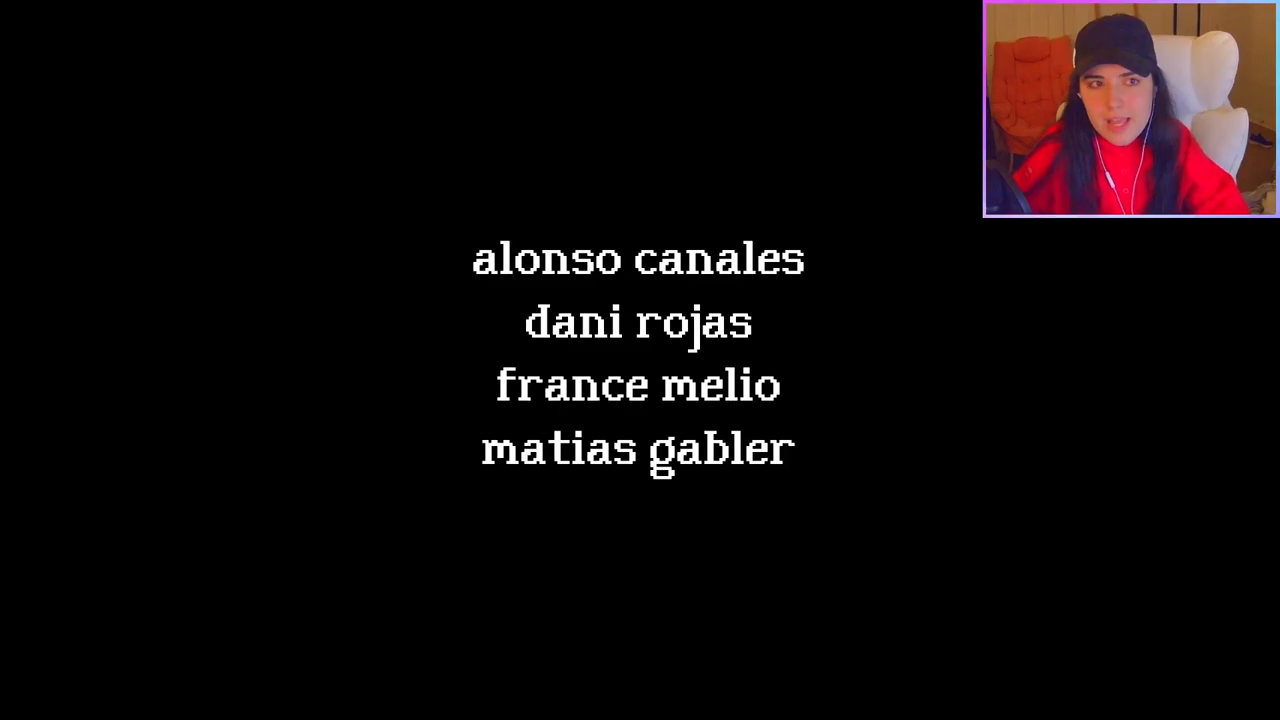 alonso canales
dani rojas
france melio
matias gabler